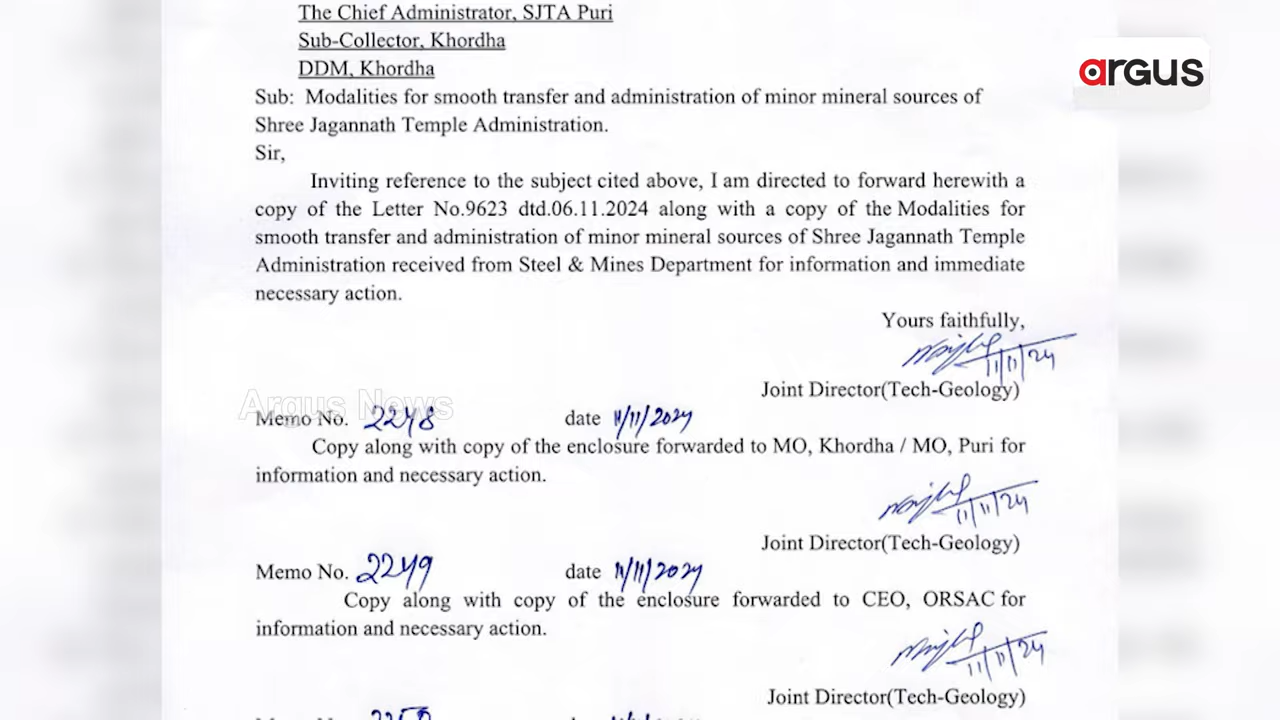 The Chief Administrator, SJTA Puri
argus
Sub-Collector, Khordha
DDM, Khordha
Sub: Modalities for smooth transfer and administration of minor mineral sources of
Shree Jagannath Temple Administration.
Sir,
Inviting reference to the subject cited above, I am directed to forward herewith a
copy of the Letter No.9623 dtd.06.11.2024 along with a copy of the Modalities for
smooth transfer and administration of minor mineral sources of Shree Jagannath Temple
Administration received from Steel & Mines Department for information and immediate
necessary action.
Yours faithfully,
11/11/24
Joint Director(Tech-Geology)
Argus News
Memo No. 2248 date 11/11/2024
Copy along with copy of the enclosure forwarded to MO, Khordha / MO, Puri for
information and necessary action.
11/11/24
Joint Director(Tech-Geology)
Memo No. 2249 date 11/11/2024
Copy along with copy of the enclosure forwarded to CEO, ORSAC for
information and necessary action.
11/11/24
Joint Director(Tech-Geology)